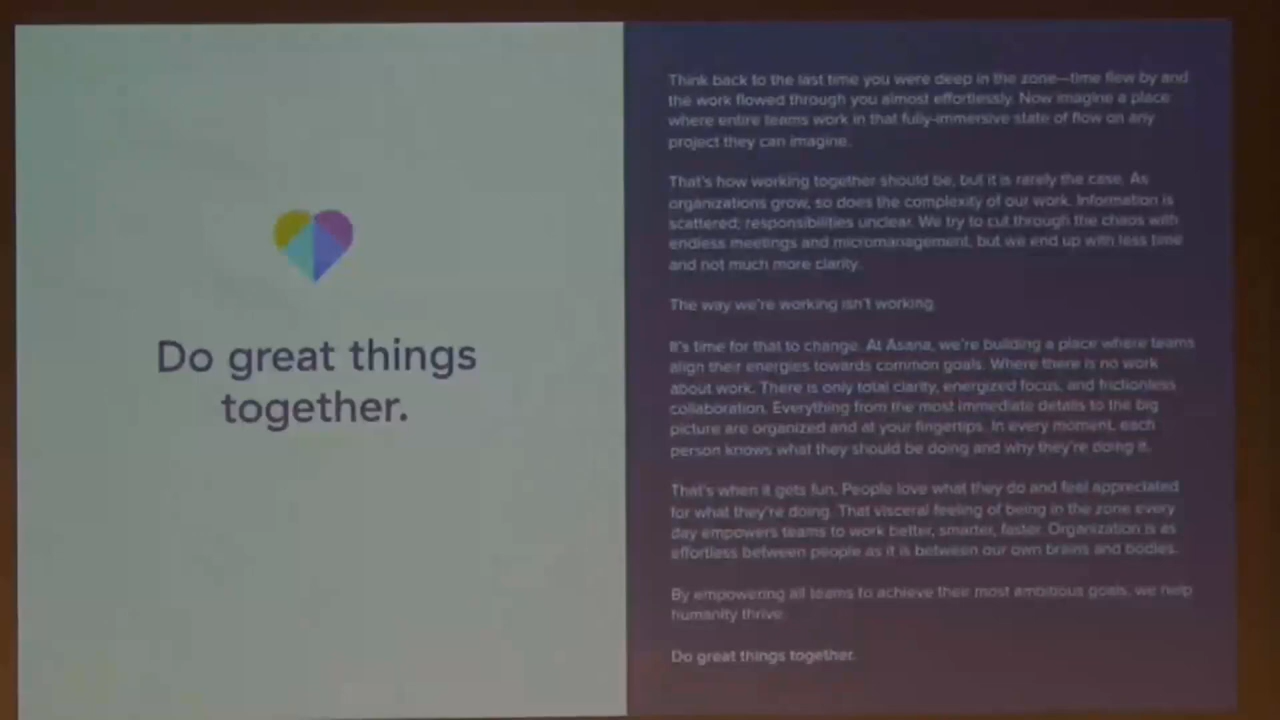 Do great things
together.
Think back to the last time you were deep in the zone—time flew by and
the work flowed through you almost effortlessly. Now imagine a place
where entire teams work in that fully-immersive state of flow on any
project they can imagine.
That's how working together should be, but it is rarely the case. As
organizations grow, so does the complexity of our work. Information is
scattered; responsibilities unclear. We try to cut through the chaos with
endless meetings and micromanagement, but we end up with less time
and not much more clarity.
The way we're working isn't working.
It's time for that to change. At Asana, we're building a place where teams
align their energies towards common goals. Where there is no work
about work. There is only total clarity, energized focus, and frictionless
collaboration. Everything from the most immediate details to the big
picture are organized and at your fingertips. In every moment, each
person knows what they should be doing and why they're doing it.
That's when it gets fun. People love what they do and feel appreciated
for what they're doing. That visceral feeling of being in the zone every
day empowers teams to work better, smarter, faster. Organization is as
effortless between people as it is between our own brains and bodies.
By empowering all teams to achieve their most ambitious goals, we help
humanity thrive.
Do great things together.